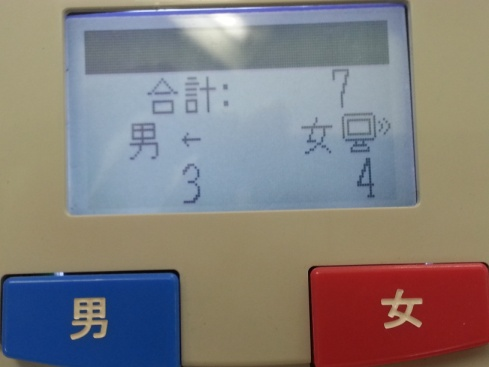 合計: 7
男 ← 女
3 4
男 女